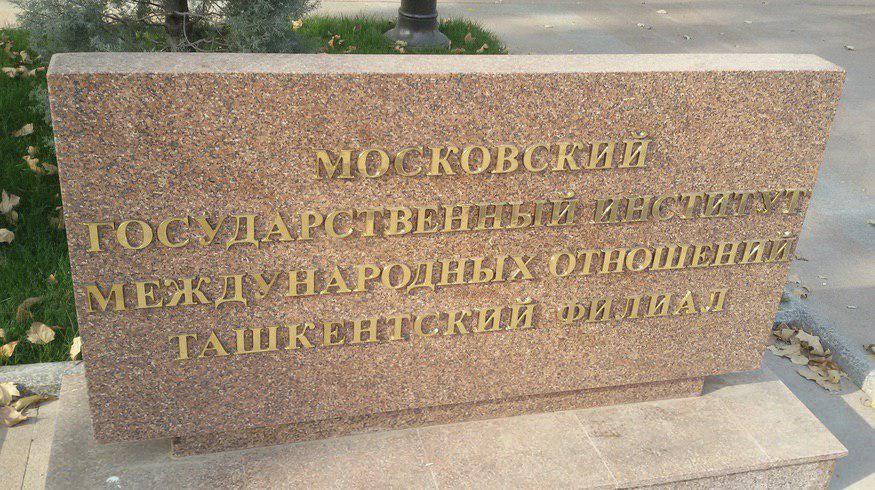 МОСКОВСКИЙ
ГОСУДАРСТВЕННЫЙ ИНСТИТУТ
МЕЖДУНАРОДНЫХ ОТНОШЕНИЙ
ТАШКЕНТСКИЙ ФИЛИАЛ